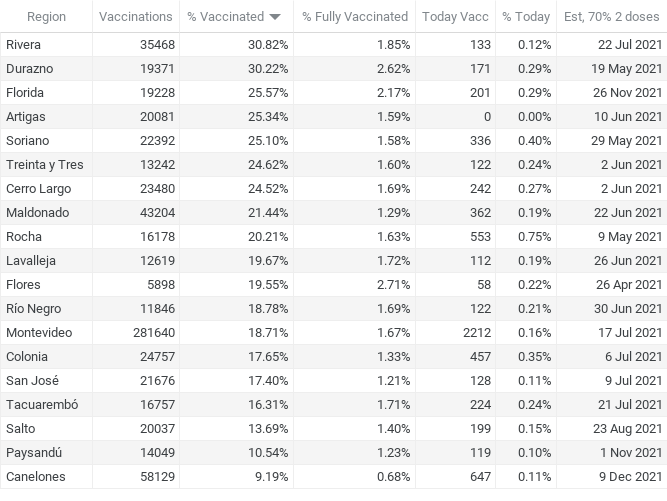 Region Vaccinations % Vaccinated % Fully Vaccinated Today Vacc % Today Est, 70% 2 doses
Rivera 35468 30.82% 1.85% 133 0.12% 22 Jul 2021
Durazno 19371 30.22% 2.62% 171 0.29% 19 May 2021
Florida 19228 25.57% 2.17% 201 0.29% 26 Nov 2021
Artigas 20081 25.34% 1.59% 0 0.00% 10 Jun 2021
Soriano 22392 25.10% 1.58% 336 0.40% 29 May 2021
Treinta y Tres 13242 24.62% 1.60% 122 0.24% 2 Jun 2021
Cerro Largo 23480 24.52% 1.69% 242 0.27% 2 Jun 2021
Maldonado 43204 21.44% 1.29% 362 0.19% 22 Jun 2021
Rocha 16178 20.21% 1.63% 553 0.75% 9 May 2021
Lavalleja 12619 19.67% 1.72% 112 0.19% 26 Jun 2021
Flores 5898 19.55% 2.71% 58 0.22% 26 Apr 2021
Río Negro 11846 18.78% 1.69% 122 0.21% 30 Jun 2021
Montevideo 281640 18.71% 1.67% 2212 0.16% 17 Jul 2021
Colonia 24757 17.65% 1.33% 457 0.35% 6 Jul 2021
San José 21676 17.40% 1.21% 128 0.11% 9 Jul 2021
Tacuarembó 16757 16.31% 1.71% 224 0.24% 21 Jul 2021
Salto 20037 13.69% 1.40% 199 0.15% 23 Aug 2021
Paysandú 14049 10.54% 1.23% 119 0.10% 1 Nov 2021
Canelones 58129 9.19% 0.68% 647 0.11% 9 Dec 2021